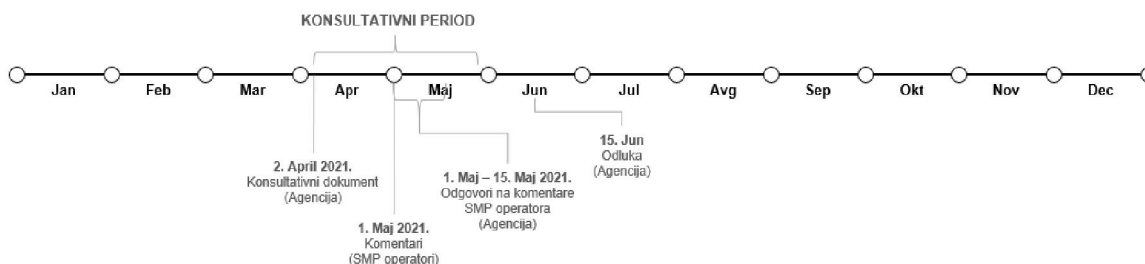 KONSULTATIVNI PERIOD
Jan
Feb
Mar
Apr
Maj
Jun
Jul
Avg
Sep
Okt
Nov
Dec
2. April 2021.
Konsultativni dokument
(Agencija)
1. Maj 2021.
Komentari
(SMP operatori)
1. Maj – 15. Maj 2021.
Odgovori na komentare
SMP operatora
(Agencija)
15. Jun
Odluka
(Agencija)